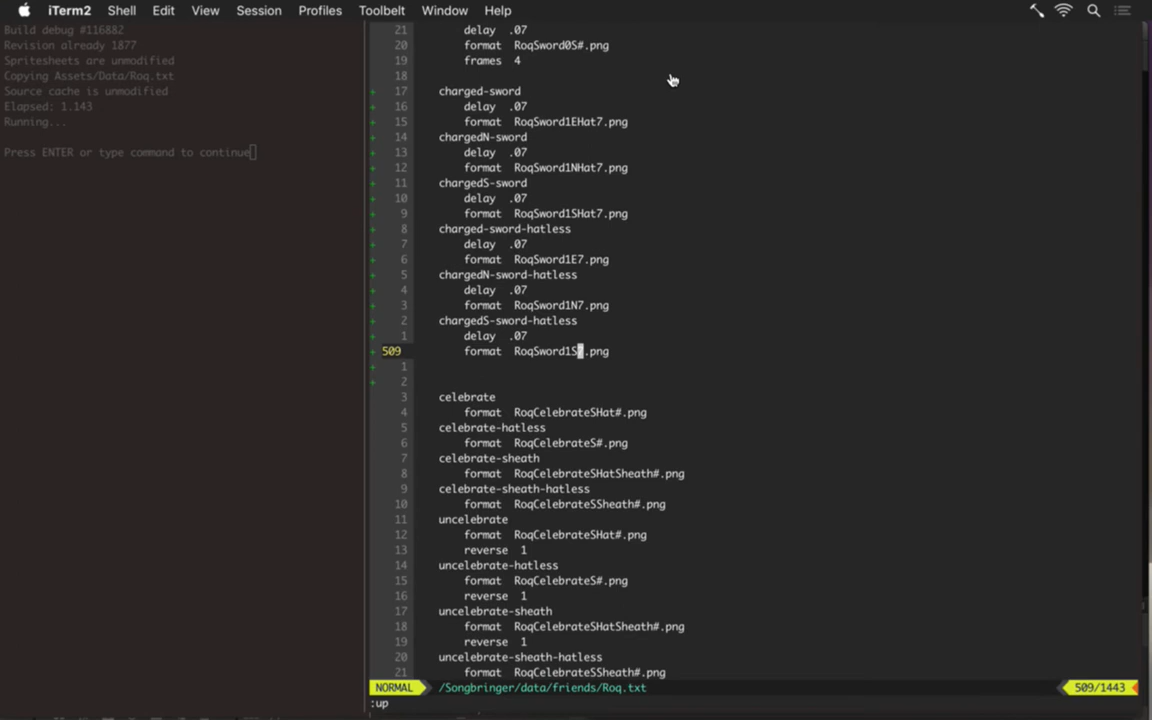 iTerm2 Shell Edit View Session Profiles Toolbelt Window Help
Build debug #116882
Revision already 1877
Spritesheets are unmodified
Copying Assets/Data/Roq.txt
Source cache is unmodified
Elapsed: 1.143
Running...
Press ENTER or type command to continue
21 delay .07
20 format RoqSword0S#.png
19 frames 4
18
+ 17 charged-sword
+ 16 delay .07
+ 15 format RoqSword1EHat7.png
+ 14 chargedN-sword
+ 13 delay .07
+ 12 format RoqSword1NHat7.png
+ 11 chargedS-sword
+ 10 delay .07
+ 9 format RoqSword1SHat7.png
+ 8 charged-sword-hatless
+ 7 delay .07
+ 6 format RoqSword1E7.png
+ 5 chargedN-sword-hatless
+ 4 delay .07
+ 3 format RoqSword1N7.png
+ 2 chargedS-sword-hatless
+ 1 delay .07
+ 509 format RoqSword1S7.png
+ 1
+ 2
3 celebrate
4 format RoqCelebrateSHat#.png
5 celebrate-hatless
6 format RoqCelebrateS#.png
7 celebrate-sheath
8 format RoqCelebrateSHatSheath#.png
9 celebrate-sheath-hatless
10 format RoqCelebrateSSheath#.png
11 uncelebrate
12 format RoqCelebrateSHat#.png
13 reverse 1
14 uncelebrate-hatless
15 format RoqCelebrateS#.png
16 reverse 1
17 uncelebrate-sheath
18 format RoqCelebrateSHatSheath#.png
19 reverse 1
20 uncelebrate-sheath-hatless
21 format RoqCelebrateSSheath#.png
NORMAL /Songbringer/data/friends/Roq.txt 509/1443
:up